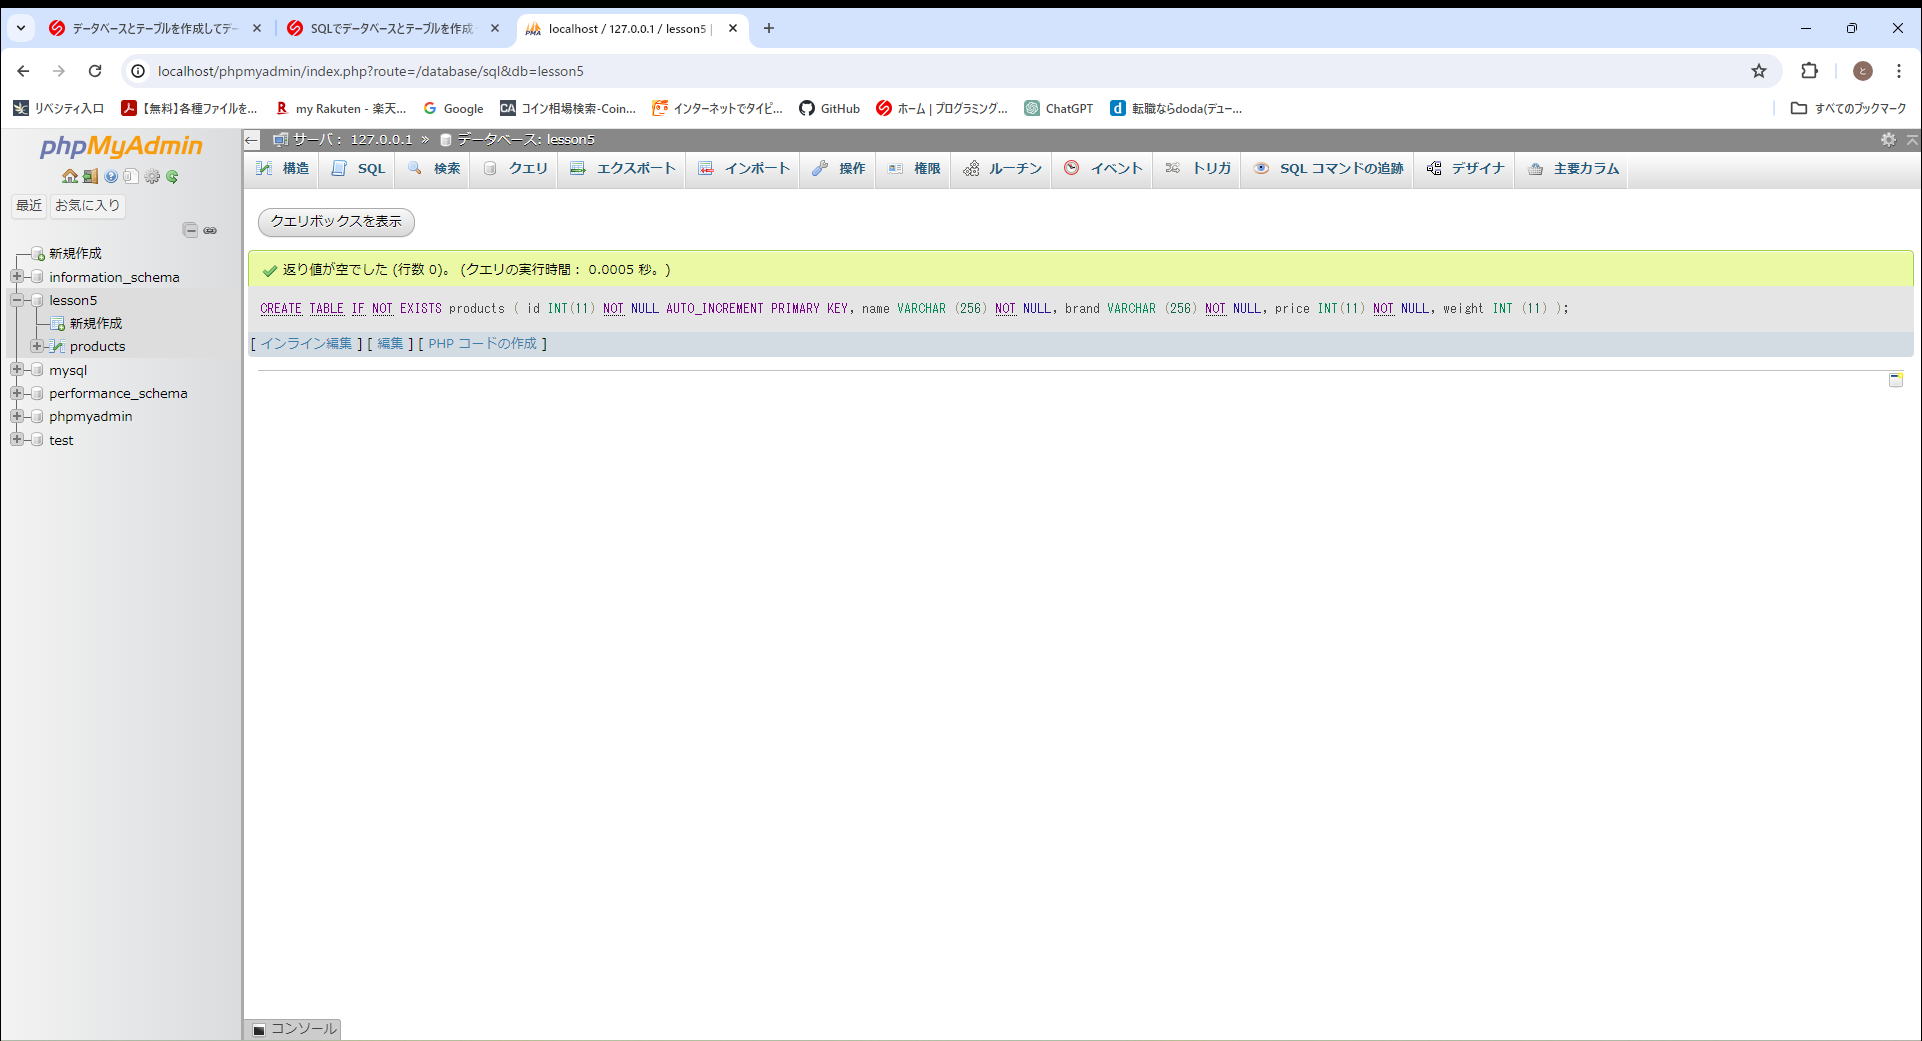 データベースとテーブルを作成してデー
SQLでデータベースとテーブルを作成
localhost / 127.0.0.1 / lesson5 |
localhost/phpmyadmin/index.php?route=/database/sql&db=lesson5
と
リベシティ入口
【無料】各種ファイルを...
my Rakuten - 楽天...
Google
CA コイン相場検索-Coin...
インターネットでタイピ...
GitHub
ホーム | プログラミング...
ChatGPT
d 転職ならdoda(デュー...
すべてのブックマーク
phpMyAdmin
最近 お気に入り
新規作成
information_schema
lesson5
新規作成
products
mysql
performance_schema
phpmyadmin
test
サーバ: 127.0.0.1 » データベース: lesson5
構造 SQL 検索 クエリ エクスポート インポート 操作 権限 ルーチン イベント トリガ SQL コマンドの追跡 デザイナ 主要カラム
クエリボックスを表示
返り値が空でした (行数 0)。 (クエリの実行時間： 0.0005 秒。)
CREATE TABLE IF NOT EXISTS products ( id INT(11) NOT NULL AUTO_INCREMENT PRIMARY KEY, name VARCHAR (256) NOT NULL, brand VARCHAR (256) NOT NULL, price INT(11) NOT NULL, weight INT (11) );
[ インライン編集 ] [ 編集 ] [ PHP コードの作成 ]
コンソール